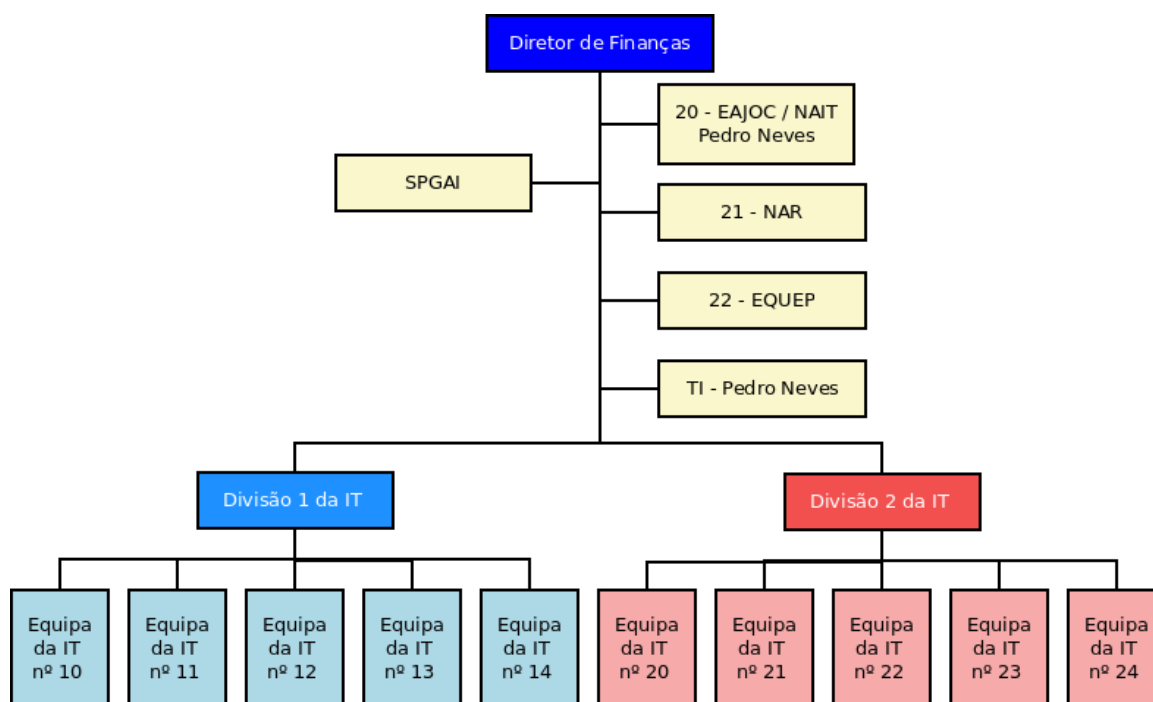 Diretor de Finanças
20 - EAJOC / NAIT
Pedro Neves
SPGAI
21 - NAR
22 - EQUEP
TI - Pedro Neves
Divisão 1 da IT
Divisão 2 da IT
Equipa
da IT
nº 10
Equipa
da IT
nº 11
Equipa
da IT
nº 12
Equipa
da IT
nº 13
Equipa
da IT
nº 14
Equipa
da IT
nº 20
Equipa
da IT
nº 21
Equipa
da IT
nº 22
Equipa
da IT
nº 23
Equipa
da IT
nº 24